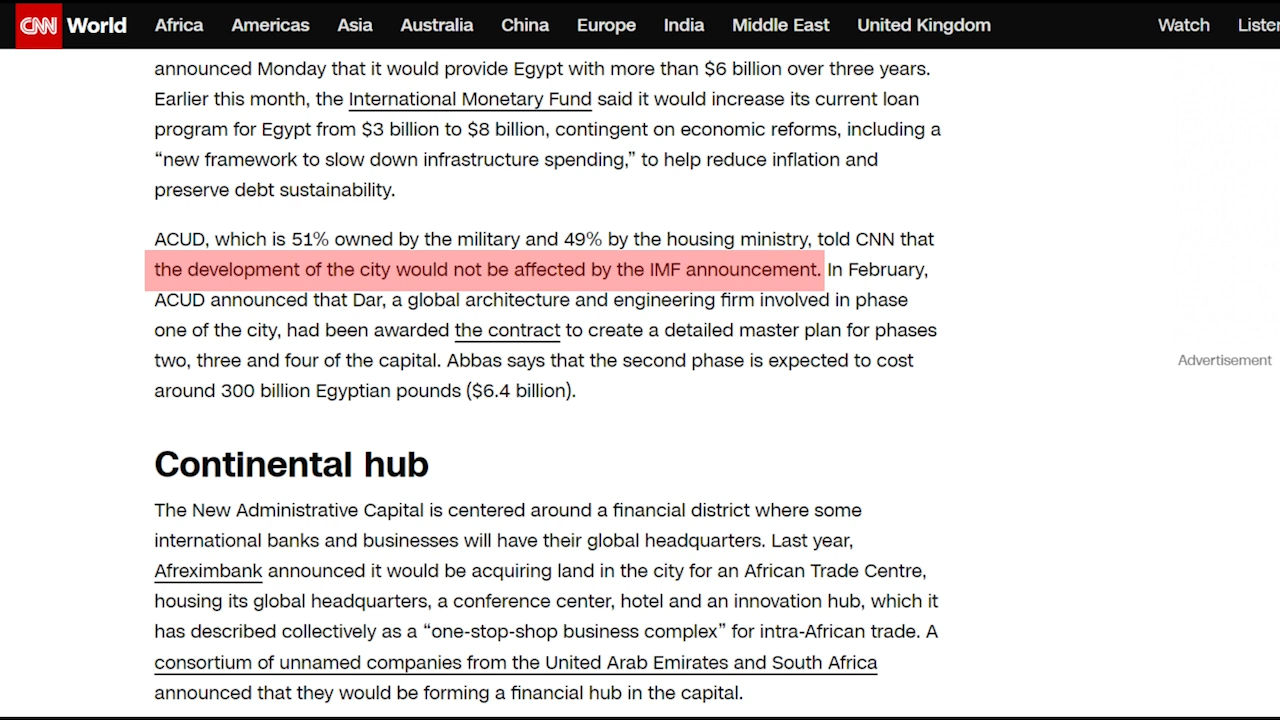 CNN World Africa Americas Asia Australia China Europe India Middle East United Kingdom Watch Listen
announced Monday that it would provide Egypt with more than $6 billion over three years.
Earlier this month, the International Monetary Fund said it would increase its current loan
program for Egypt from $3 billion to $8 billion, contingent on economic reforms, including a
“new framework to slow down infrastructure spending,” to help reduce inflation and
preserve debt sustainability.
ACUD, which is 51% owned by the military and 49% by the housing ministry, told CNN that
the development of the city would not be affected by the IMF announcement. In February,
ACUD announced that Dar, a global architecture and engineering firm involved in phase
one of the city, had been awarded the contract to create a detailed master plan for phases
two, three and four of the capital. Abbas says that the second phase is expected to cost
around 300 billion Egyptian pounds ($6.4 billion).
Advertisement
Continental hub
The New Administrative Capital is centered around a financial district where some
international banks and businesses will have their global headquarters. Last year,
Afreximbank announced it would be acquiring land in the city for an African Trade Centre,
housing its global headquarters, a conference center, hotel and an innovation hub, which it
has described collectively as a “one-stop-shop business complex” for intra-African trade. A
consortium of unnamed companies from the United Arab Emirates and South Africa
announced that they would be forming a financial hub in the capital.